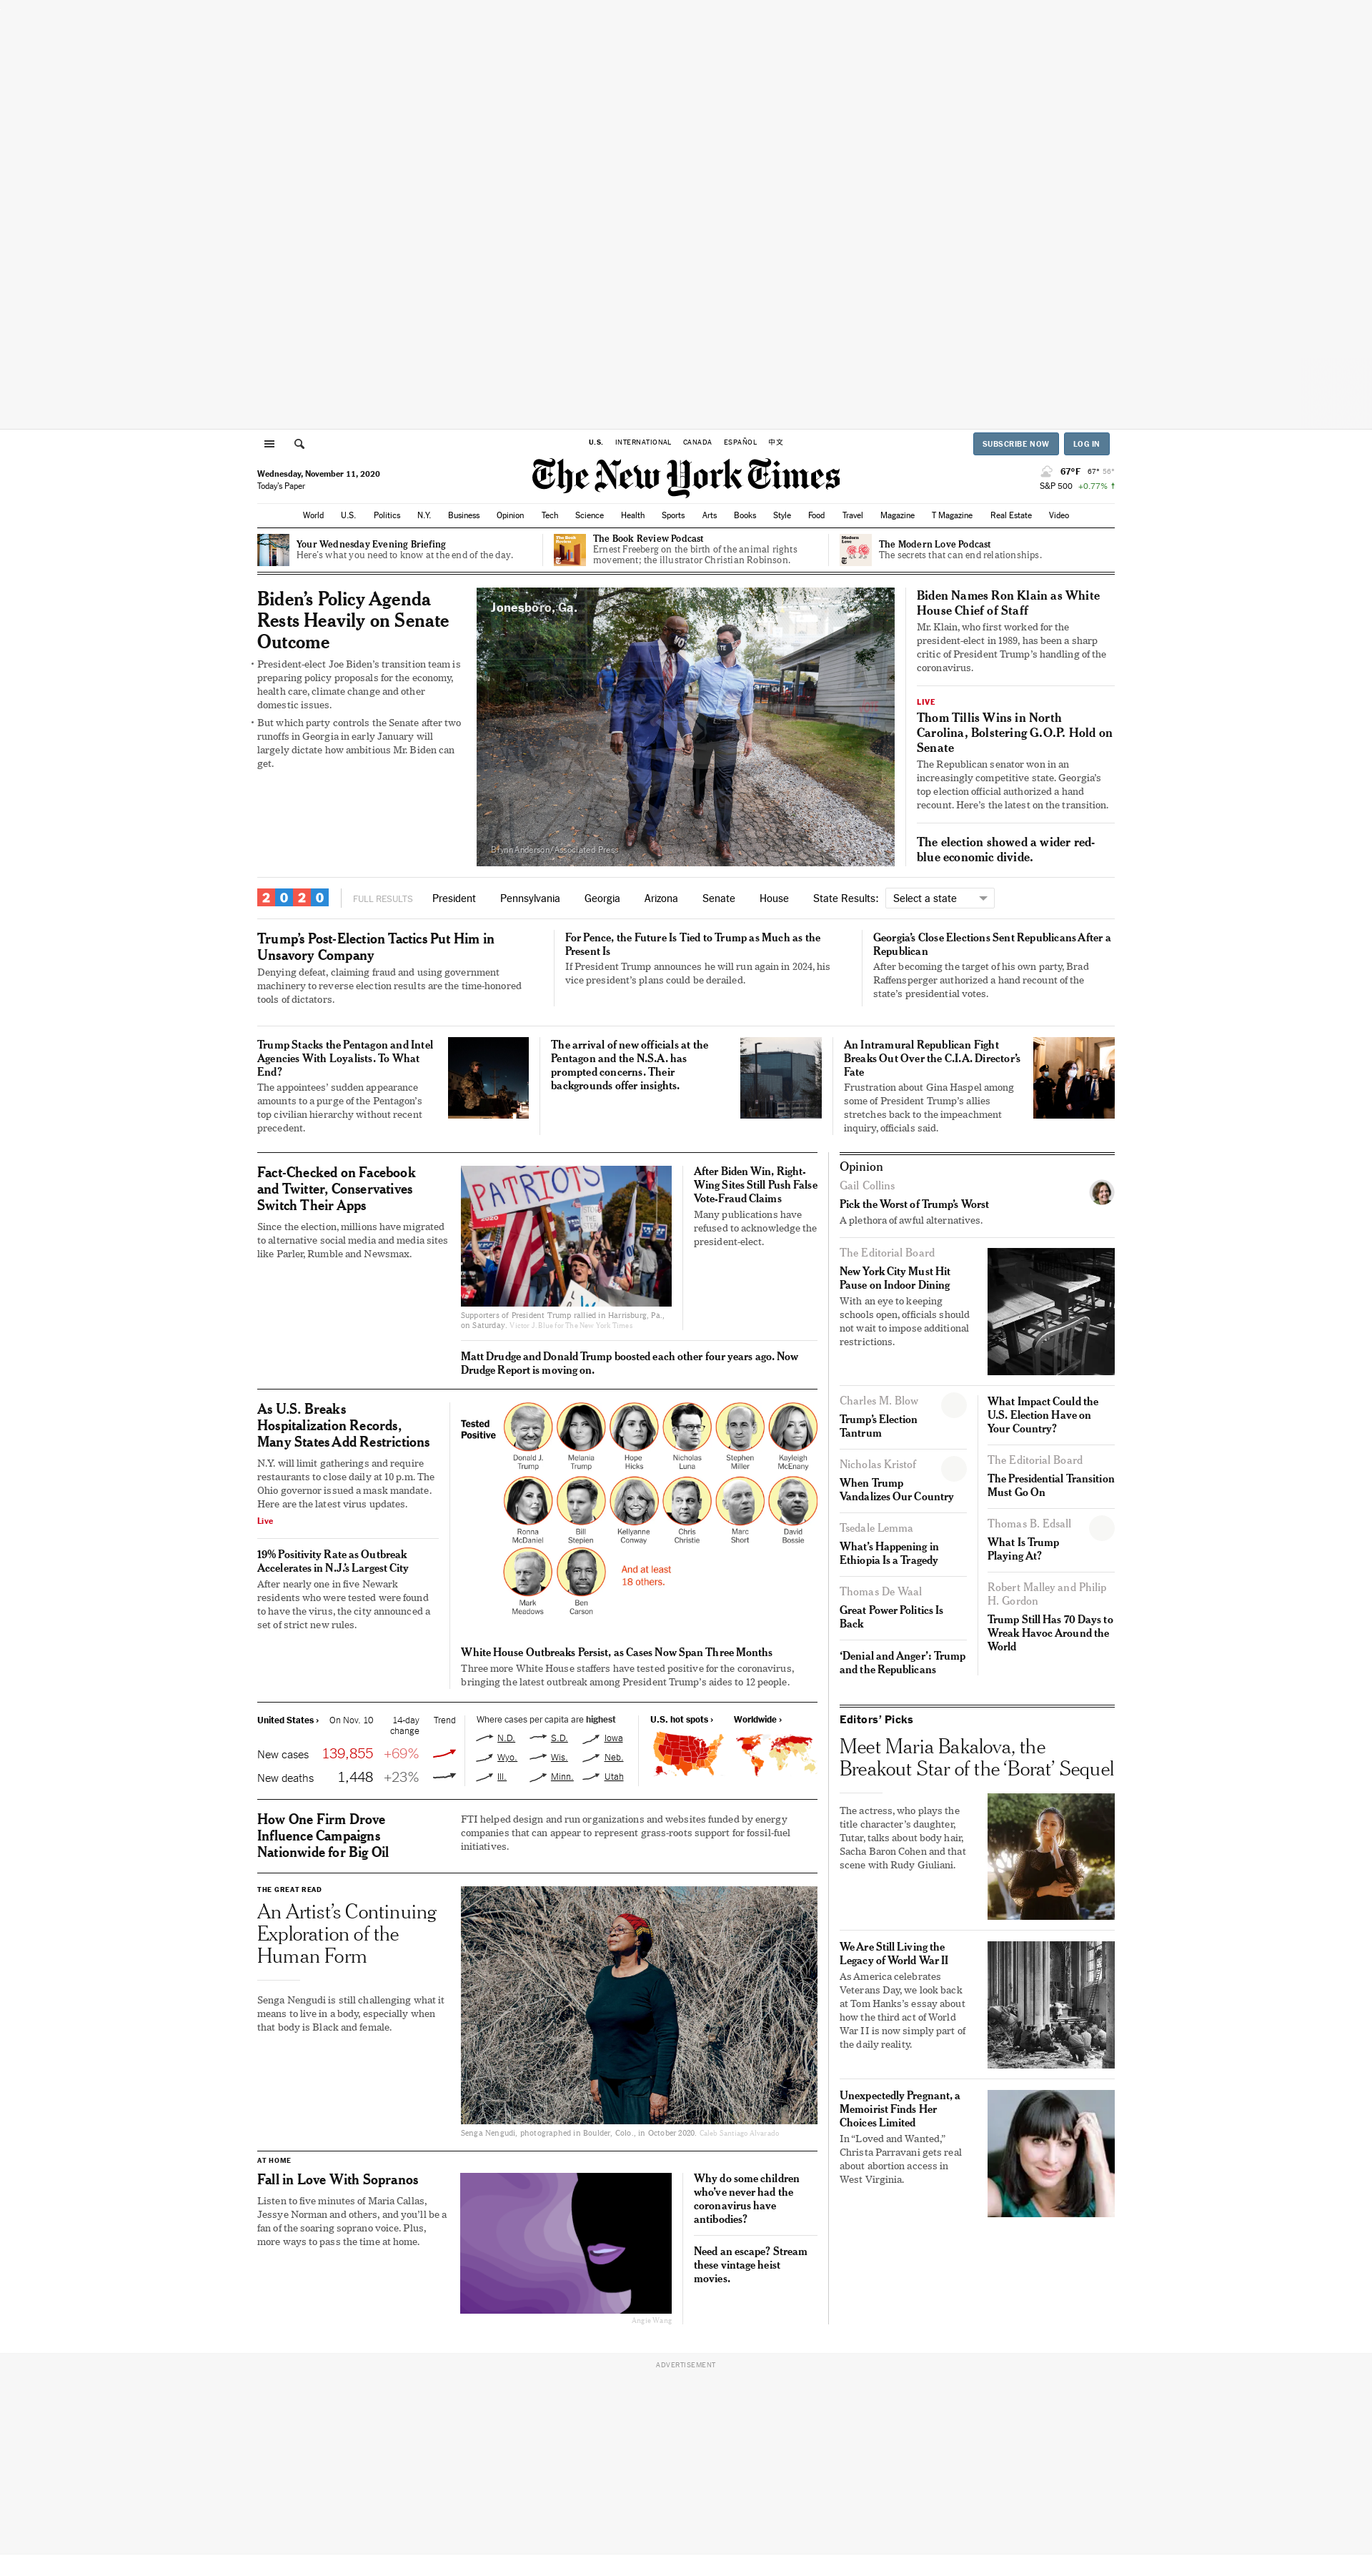 U.S. INTERNATIONAL CANADA ESPAÑOL 中文
SUBSCRIBE NOW LOG IN
Wednesday, November 11, 2020
Today's Paper
The New York Times
67°F 67° 56°
S&P 500 +0.77% ↑
World U.S. Politics N.Y. Business Opinion Tech Science Health Sports Arts Books Style Food Travel Magazine T Magazine Real Estate Video
Your Wednesday Evening Briefing
Here's what you need to know at the end of the day.
The Book Review Podcast
Ernest Freeberg on the birth of the animal rights
movement; the illustrator Christian Robinson.
The Modern Love Podcast
The secrets that can end relationships.
Biden's Policy Agenda
Rests Heavily on Senate
Outcome
• President-elect Joe Biden's transition team is
preparing policy proposals for the economy,
health care, climate change and other
domestic issues.
• But which party controls the Senate after two
runoffs in Georgia in early January will
largely dictate how ambitious Mr. Biden can
get.
Jonesboro, Ga.
Brynn Anderson/Associated Press
Biden Names Ron Klain as White
House Chief of Staff
Mr. Klain, who first worked for the
president-elect in 1989, has been a sharp
critic of President Trump's handling of the
coronavirus.
LIVE
Thom Tillis Wins in North
Carolina, Bolstering G.O.P. Hold on
Senate
The Republican senator won in an
increasingly competitive state. Georgia's
top election official authorized a hand
recount. Here's the latest on the transition.
The election showed a wider red-
blue economic divide.
2020 FULL RESULTS President Pennsylvania Georgia Arizona Senate House State Results: Select a state
Trump's Post-Election Tactics Put Him in
Unsavory Company
Denying defeat, claiming fraud and using government
machinery to reverse election results are the time-honored
tools of dictators.
For Pence, the Future Is Tied to Trump as Much as the
Present Is
If President Trump announces he will run again in 2024, his
vice president's plans could be derailed.
Georgia's Close Elections Sent Republicans After a
Republican
After becoming the target of his own party, Brad
Raffensperger authorized a hand recount of the
state's presidential votes.
Trump Stacks the Pentagon and Intel
Agencies With Loyalists. To What
End?
The appointees' sudden appearance
amounts to a purge of the Pentagon's
top civilian hierarchy without recent
precedent.
The arrival of new officials at the
Pentagon and the N.S.A. has
prompted concerns. Their
backgrounds offer insights.
An Intramural Republican Fight
Breaks Out Over the C.I.A. Director's
Fate
Frustration about Gina Haspel among
some of President Trump's allies
stretches back to the impeachment
inquiry, officials said.
Fact-Checked on Facebook
and Twitter, Conservatives
Switch Their Apps
Since the election, millions have migrated
to alternative social media and media sites
like Parler, Rumble and Newsmax.
PATRIOTS
Supporters of President Trump rallied in Harrisburg, Pa.,
on Saturday. Victor J. Blue for The New York Times
After Biden Win, Right-
Wing Sites Still Push False
Vote-Fraud Claims
Many publications have
refused to acknowledge the
president-elect.
Matt Drudge and Donald Trump boosted each other four years ago. Now
Drudge Report is moving on.
As U.S. Breaks
Hospitalization Records,
Many States Add Restrictions
N.Y. will limit gatherings and require
restaurants to close daily at 10 p.m. The
Ohio governor issued a mask mandate.
Here are the latest virus updates.
Live
19% Positivity Rate as Outbreak
Accelerates in N.J.'s Largest City
After nearly one in five Newark
residents who were tested were found
to have the virus, the city announced a
set of strict new rules.
Tested
Positive
Donald J.
Trump
Melania
Trump
Hope
Hicks
Nicholas
Luna
Stephen
Miller
Kayleigh
McEnany
Ronna
McDaniel
Bill
Stepien
Kellyanne
Conway
Chris
Christie
Marc
Short
David
Bossie
Mark
Meadows
Ben
Carson
And at least
18 others.
White House Outbreaks Persist, as Cases Now Span Three Months
Three more White House staffers have tested positive for the coronavirus,
bringing the latest outbreak among President Trump's aides to 12 people.
United States › On Nov. 10 14-day
change Trend
New cases 139,855 +69%
New deaths 1,448 +23%
Where cases per capita are highest
N.D. S.D. Iowa
Wyo. Wis. Neb.
Ill. Minn. Utah
U.S. hot spots › Worldwide ›
How One Firm Drove
Influence Campaigns
Nationwide for Big Oil
FTI helped design and run organizations and websites funded by energy
companies that can appear to represent grass-roots support for fossil-fuel
initiatives.
THE GREAT READ
An Artist's Continuing
Exploration of the
Human Form
Senga Nengudi is still challenging what it
means to live in a body, especially when
that body is Black and female.
Senga Nengudi, photographed in Boulder, Colo., in October 2020. Caleb Santiago Alvarado
AT HOME
Fall in Love With Sopranos
Listen to five minutes of Maria Callas,
Jessye Norman and others, and you'll be a
fan of the soaring soprano voice. Plus,
more ways to pass the time at home.
Angie Wang
Why do some children
who've never had the
coronavirus have
antibodies?
Need an escape? Stream
these vintage heist
movies.
Opinion
Gail Collins
Pick the Worst of Trump's Worst
A plethora of awful alternatives.
The Editorial Board
New York City Must Hit
Pause on Indoor Dining
With an eye to keeping
schools open, officials should
not wait to impose additional
restrictions.
Charles M. Blow
Trump's Election
Tantrum
Nicholas Kristof
When Trump
Vandalizes Our Country
Tsedale Lemma
What's Happening in
Ethiopia Is a Tragedy
Thomas De Waal
Great Power Politics Is
Back
'Denial and Anger': Trump
and the Republicans
What Impact Could the
U.S. Election Have on
Your Country?
The Editorial Board
The Presidential Transition
Must Go On
Thomas B. Edsall
What Is Trump
Playing At?
Robert Malley and Philip
H. Gordon
Trump Still Has 70 Days to
Wreak Havoc Around the
World
Editors' Picks
Meet Maria Bakalova, the
Breakout Star of the 'Borat' Sequel
The actress, who plays the
title character's daughter,
Tutar, talks about body hair,
Sacha Baron Cohen and that
scene with Rudy Giuliani.
We Are Still Living the
Legacy of World War II
As America celebrates
Veterans Day, we look back
at Tom Hanks's essay about
how the third act of World
War II is now simply part of
the daily reality.
Unexpectedly Pregnant, a
Memoirist Finds Her
Choices Limited
In "Loved and Wanted,"
Christa Parravani gets real
about abortion access in
West Virginia.
ADVERTISEMENT